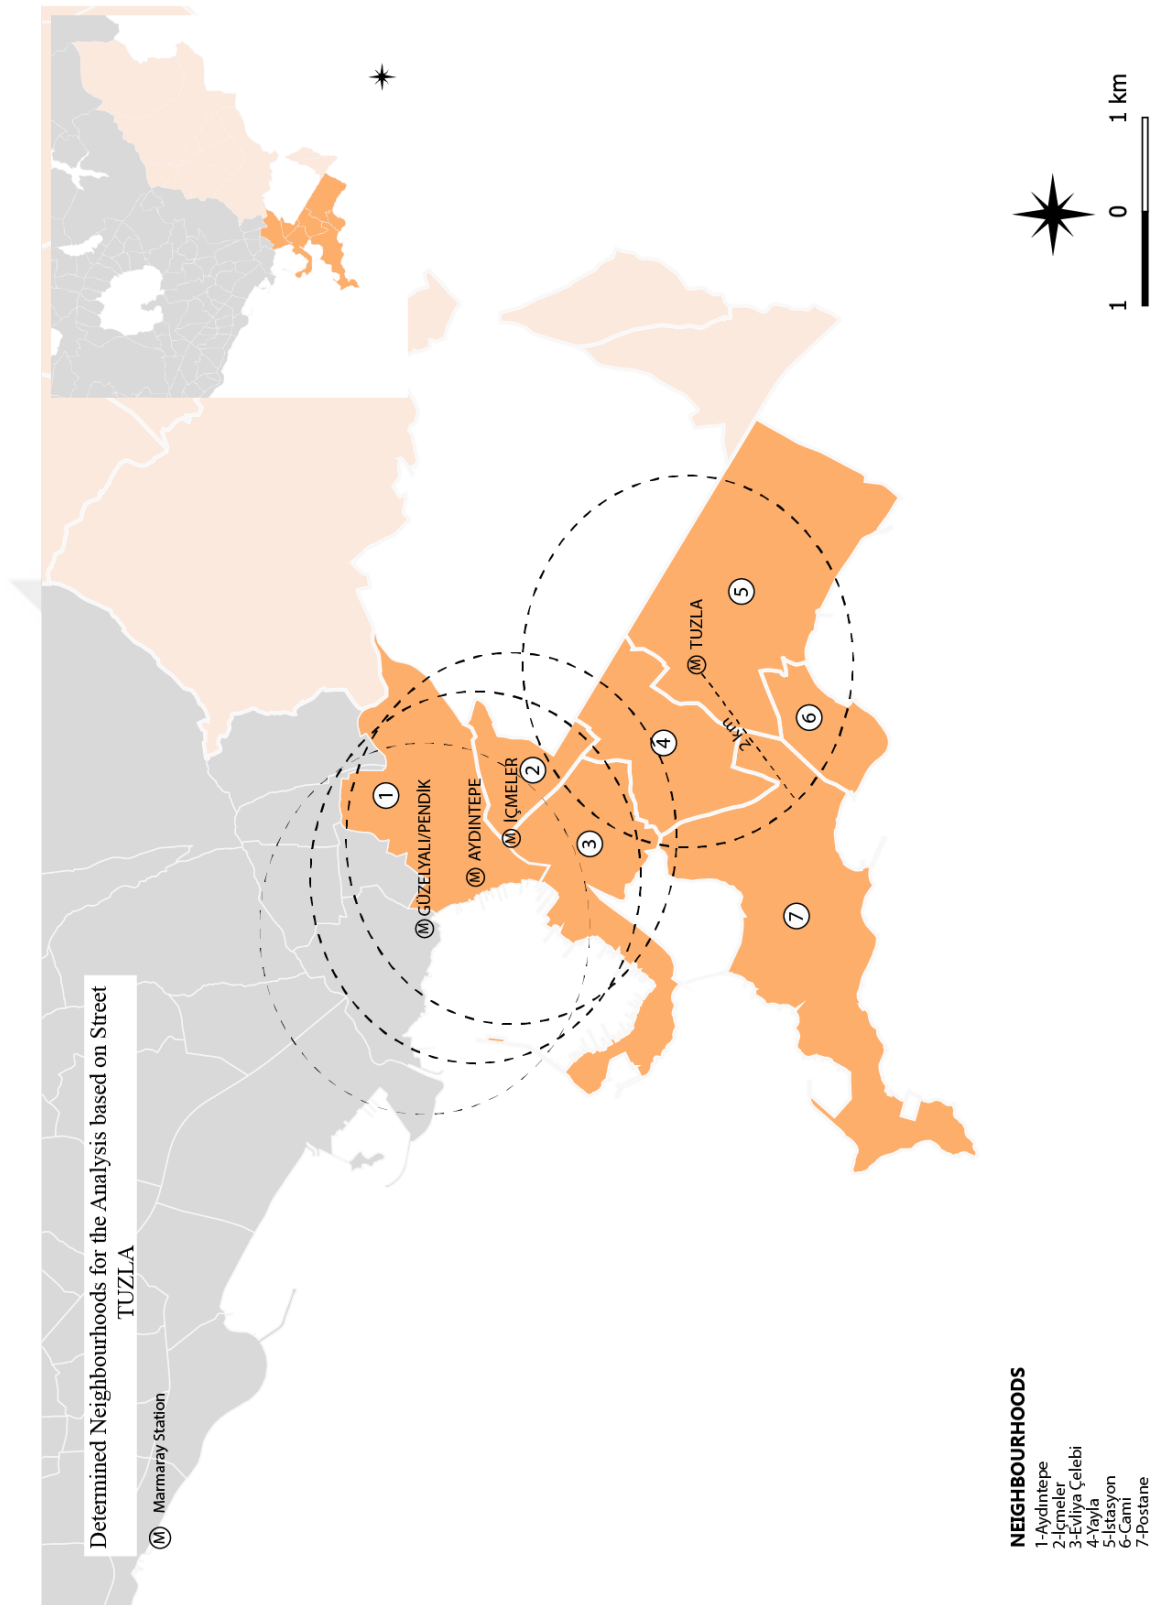 Determined Neighbourhoods for the Analysis based on Street
TUZLA
M Marmaray Station
1
M GÜZELYALI/PENDİK
M AYDINTEPE
M IÇMELER
2
3
4
M TUZLA
5
2 km
6
7
1 0 1 km
NEIGHBOURHOODS
1-Aydıntepe
2-İçmeler
3-Evliya Çelebi
4-Yayla
5-İstasyon
6-Cami
7-Postane